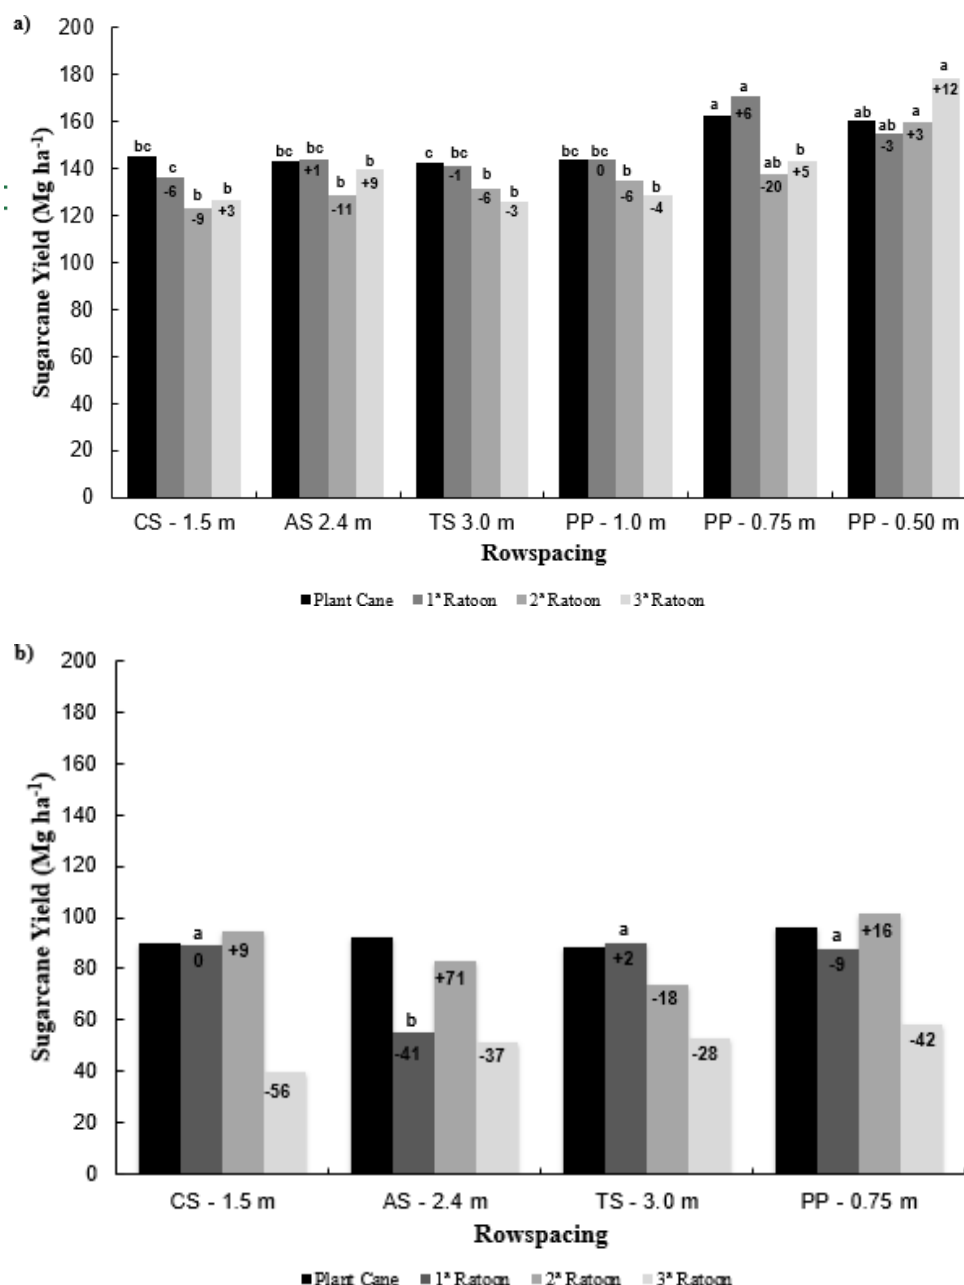 a)
200
180
160
140
120
100
80
60
40
20
0
Sugarcane Yield (Mg ha⁻¹)
bc c b b
-6 -9 +3
bc bc b b
+1 -11 +9
c bc b b
-1 -6 -3
bc bc b b
0 -6 -4
a a ab b
+6 -20 +5
ab ab a a
-3 +3 +12
CS - 1.5 m AS 2.4 m TS 3.0 m PP - 1.0 m PP - 0.75 m PP - 0.50 m
Rowspacing
Plant Cane 1ª Ratoon 2ª Ratoon 3ª Ratoon
b)
200
180
160
140
120
100
80
60
40
20
0
Sugarcane Yield (Mg ha⁻¹)
a
0 +9 -56
b
-41 +71 -37
a
+2 -18 -28
a
-9 +16 -42
CS - 1.5 m AS - 2.4 m TS - 3.0 m PP - 0.75 m
Rowspacing
Plant Cane 1ª Ratoon 2ª Ratoon 3ª Ratoon